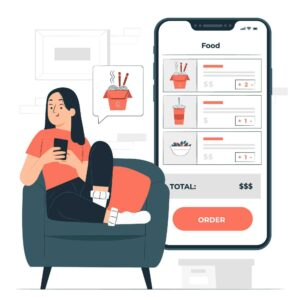 Food
$$
+ 2 -
$$
+ 1 -
$$
+ 1 -
TOTAL: $$$
ORDER